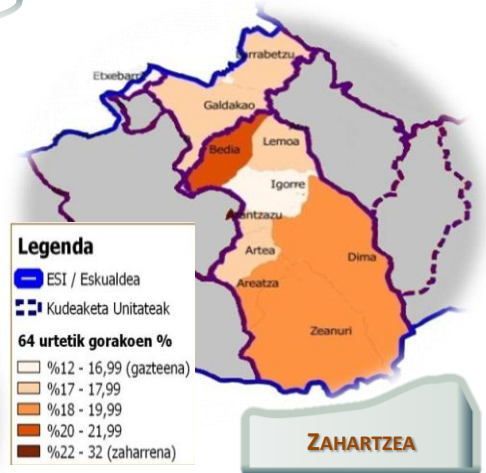 Larrabetzu
Etxebarri
Galdakao
Bedia
Lemoa
Igorre
Arantzazu
Artea
Dima
Areatza
Zeanuri
Legenda
ESI / Eskualdea
Kudeaketa Unitateak
64 urtetik gorakoen %
%12 - 16,99 (gazteena)
%17 - 17,99
%18 - 19,99
%20 - 21,99
%22 - 32 (zaharrena)
ZAHARTZEA